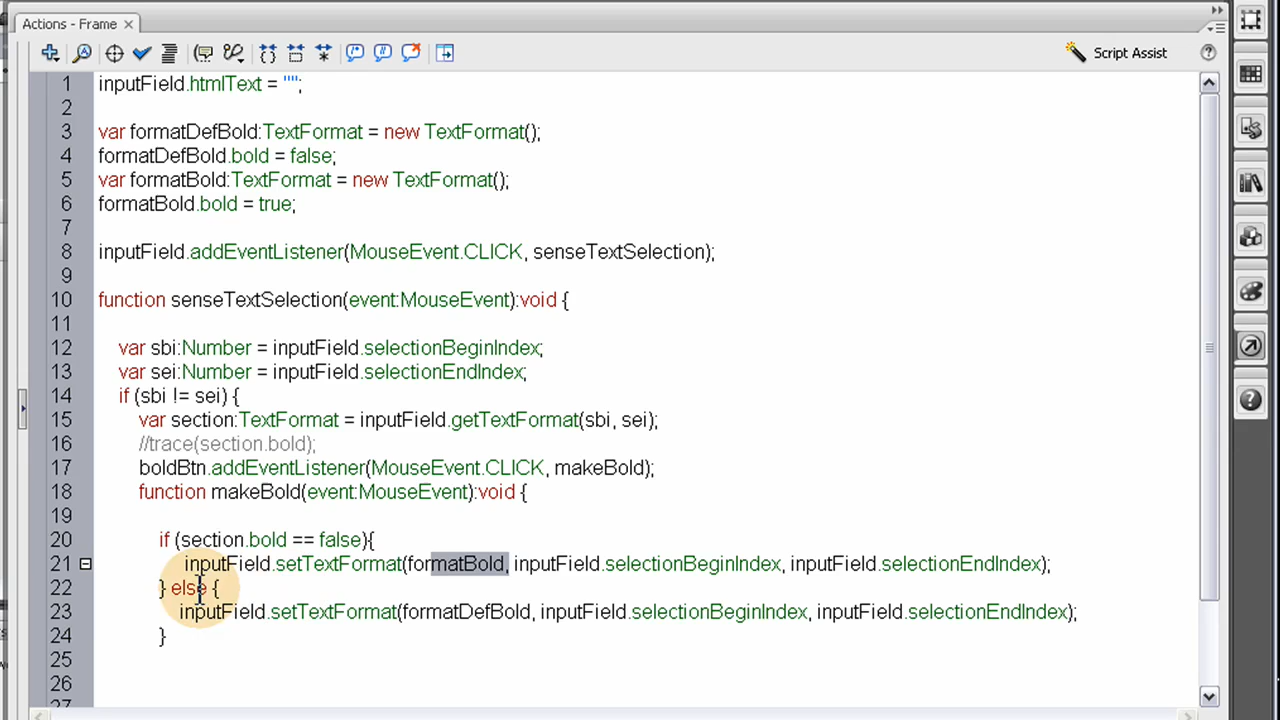 Actions - Frame ×
Script Assist
1 inputField.htmlText = "";
2
3 var formatDefBold:TextFormat = new TextFormat();
4 formatDefBold.bold = false;
5 var formatBold:TextFormat = new TextFormat();
6 formatBold.bold = true;
7
8 inputField.addEventListener(MouseEvent.CLICK, senseTextSelection);
9
10 function senseTextSelection(event:MouseEvent):void {
11
12 var sbi:Number = inputField.selectionBeginIndex;
13 var sei:Number = inputField.selectionEndIndex;
14 if (sbi != sei) {
15 var section:TextFormat = inputField.getTextFormat(sbi, sei);
16 //trace(section.bold);
17 boldBtn.addEventListener(MouseEvent.CLICK, makeBold);
18 function makeBold(event:MouseEvent):void {
19
20 if (section.bold == false){
21 inputField.setTextFormat(formatBold, inputField.selectionBeginIndex, inputField.selectionEndIndex);
22 } else {
23 inputField.setTextFormat(formatDefBold, inputField.selectionBeginIndex, inputField.selectionEndIndex);
24 }
25
26
27